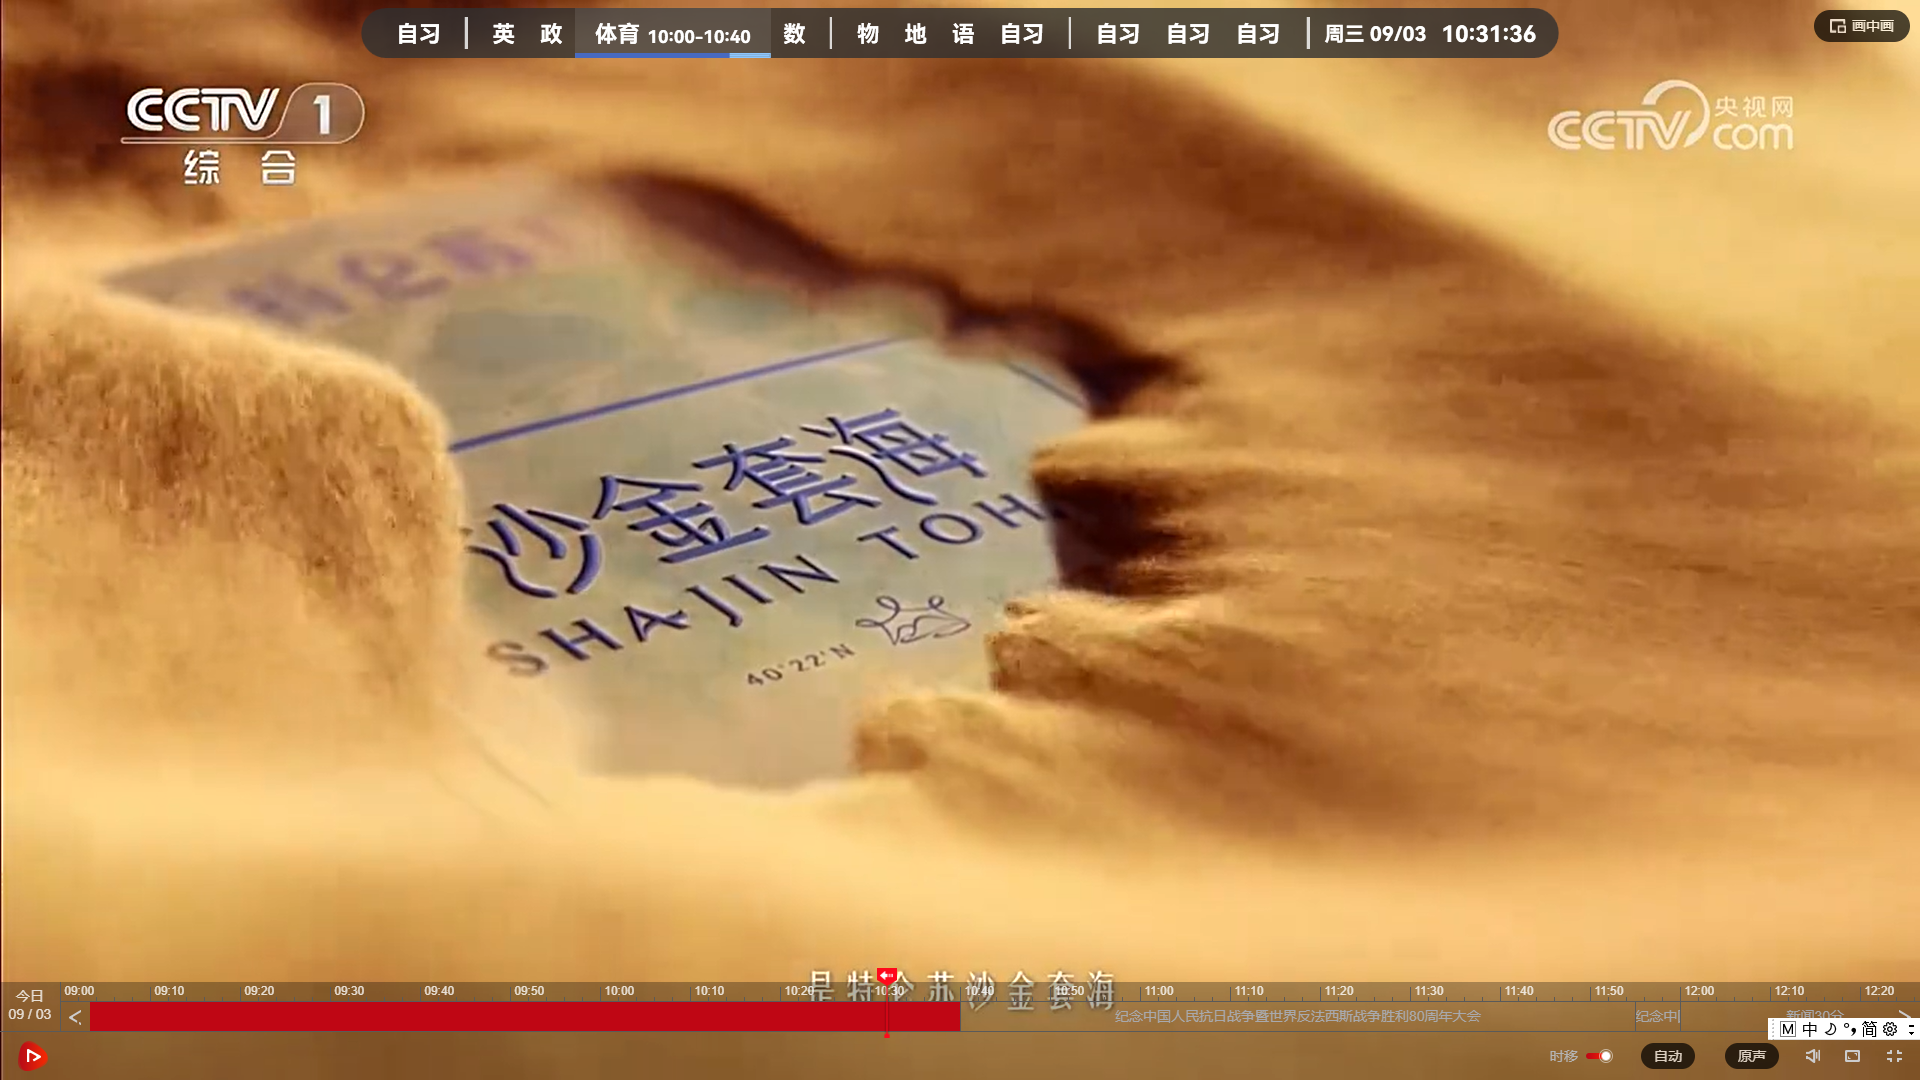 自习 | 英 政 体育 10:00-10:40 数 | 物 地 语 自习 | 自习 自习 自习 | 周三 09/03 10:31:36
画中画
CCTV 1
综合
央视网
CCTV com
沙金套海
SHAJIN TOH
40°22'N
是特仑苏沙金套海
今日
09 / 03
09:00 09:10 09:20 09:30 09:40 09:50 10:00 10:10 10:20 10:30 10:40 10:50 11:00 11:10 11:20 11:30 11:40 11:50 12:00 12:10 12:20
纪念中国人民抗日战争暨世界反法西斯战争胜利80周年大会
纪念中
新闻30分
M 中 简
时移 自动 原声